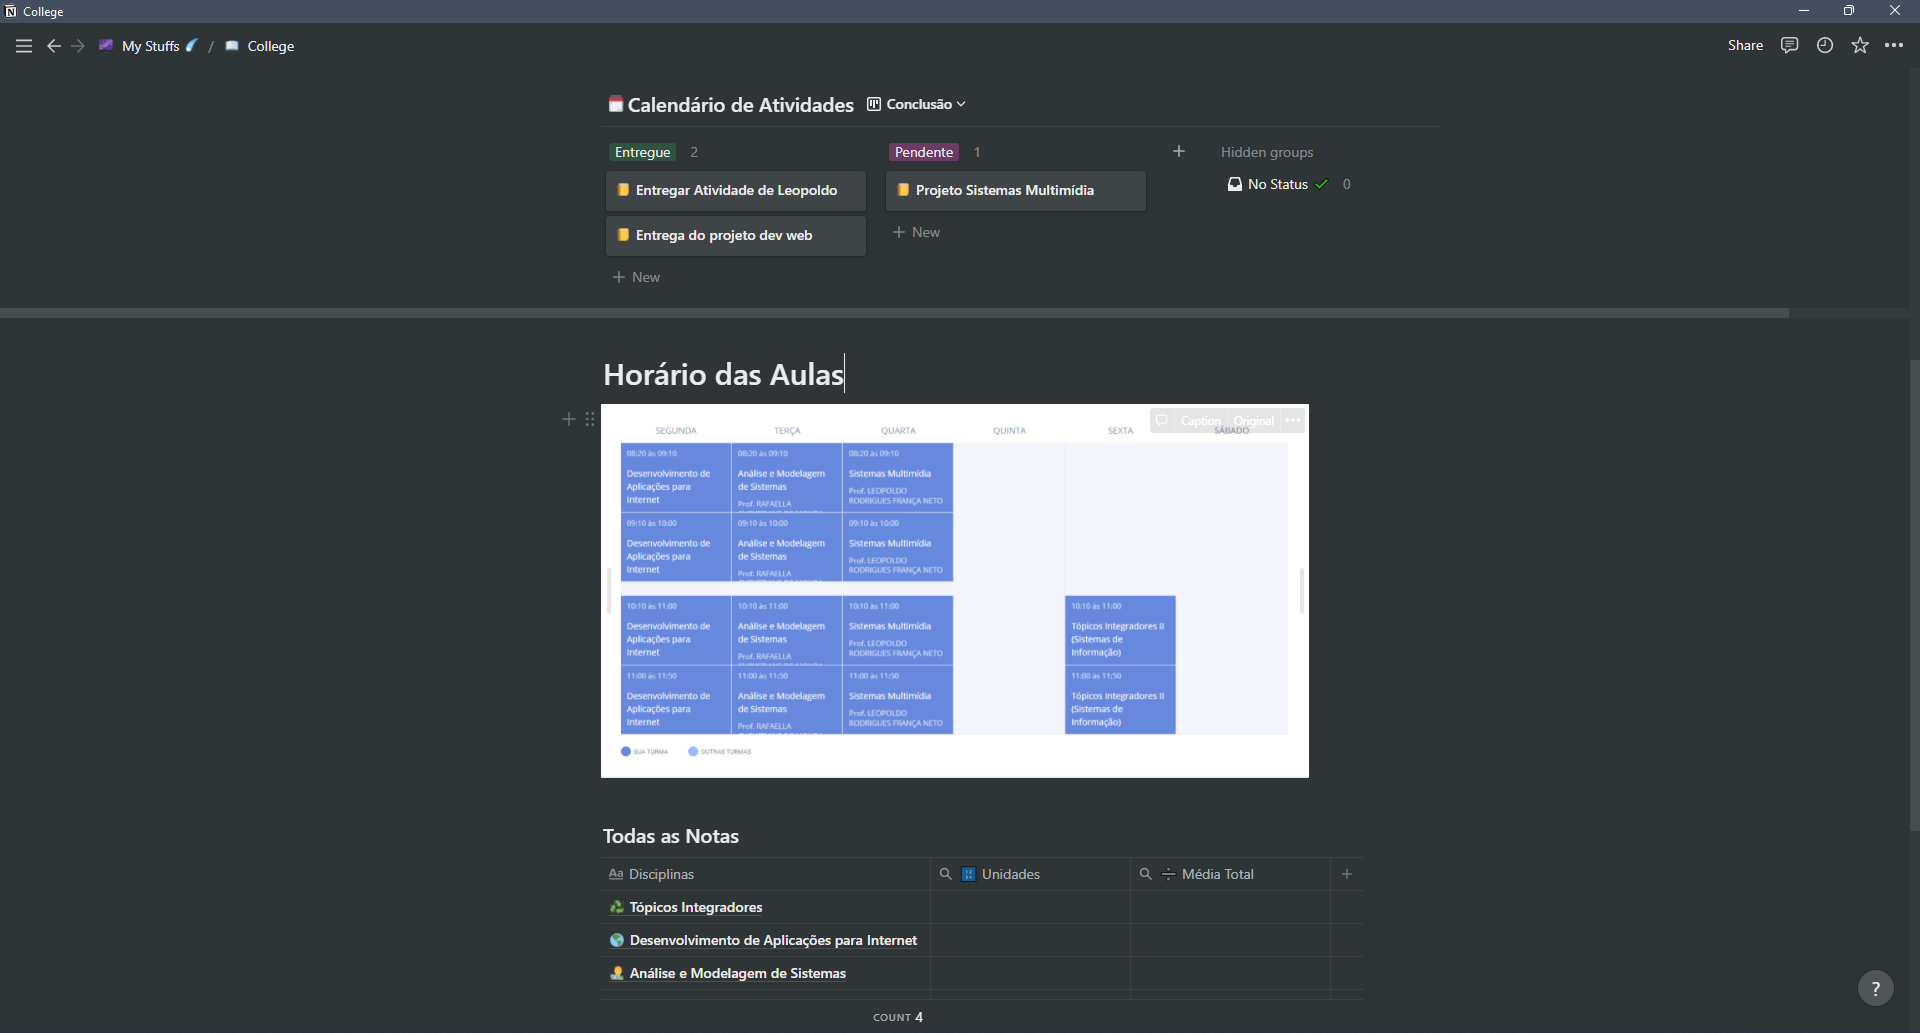 College
My Stuffs / College
Share
Calendário de Atividades Conclusão
Entregue 2
Pendente 1
Hidden groups
Entregar Atividade de Leopoldo
Projeto Sistemas Multimídia
No Status 0
Entrega do projeto dev web
New
New
Horário das Aulas
Caption Original
SEGUNDA TERÇA QUARTA QUINTA SEXTA SÁBADO
08:20 às 09:10
Desenvolvimento de
Aplicações para
Internet
08:20 às 09:10
Análise e Modelagem
de Sistemas
Prof. RAFAELLA
08:20 às 09:10
Sistemas Multimídia
Prof. LEOPOLDO
RODRIGUES FRANÇA NETO
09:10 às 10:00
Desenvolvimento de
Aplicações para
Internet
09:10 às 10:00
Análise e Modelagem
de Sistemas
Prof. RAFAELLA
09:10 às 10:00
Sistemas Multimídia
Prof. LEOPOLDO
RODRIGUES FRANÇA NETO
10:10 às 11:00
Desenvolvimento de
Aplicações para
Internet
10:10 às 11:00
Análise e Modelagem
de Sistemas
Prof. RAFAELLA
10:10 às 11:00
Sistemas Multimídia
Prof. LEOPOLDO
RODRIGUES FRANÇA NETO
10:10 às 11:00
Tópicos Integradores II
(Sistemas de
Informação)
11:00 às 11:50
Desenvolvimento de
Aplicações para
Internet
11:00 às 11:50
Análise e Modelagem
de Sistemas
Prof. RAFAELLA
11:00 às 11:50
Sistemas Multimídia
Prof. LEOPOLDO
RODRIGUES FRANÇA NETO
11:00 às 11:50
Tópicos Integradores II
(Sistemas de
Informação)
SUA TURMA OUTRAS TURMAS
Todas as Notas
Aa Disciplinas Unidades Média Total
Tópicos Integradores
Desenvolvimento de Aplicações para Internet
Análise e Modelagem de Sistemas
COUNT 4
?